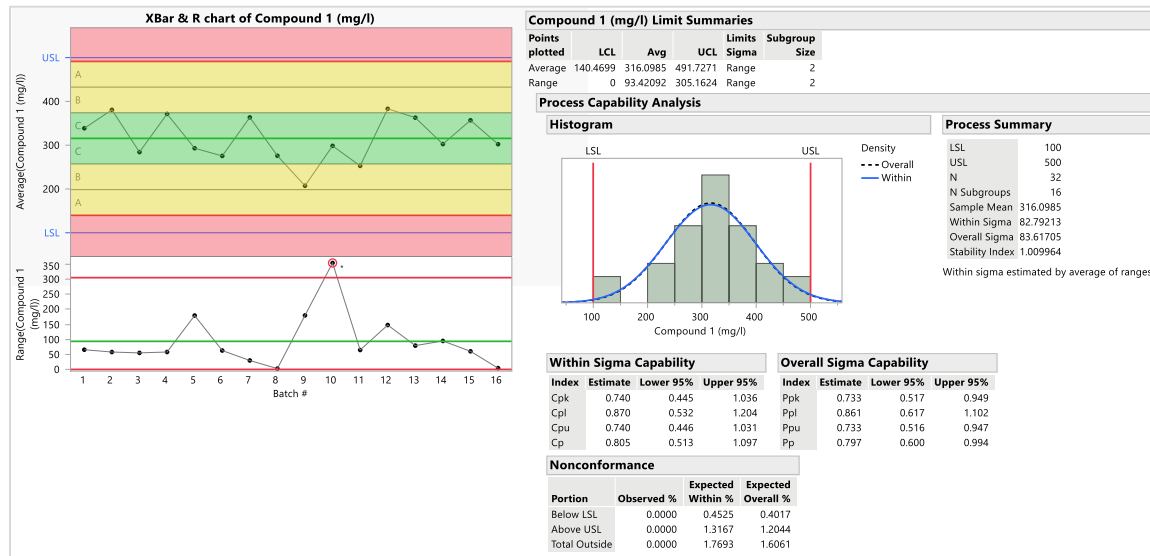 XBar & R chart of Compound 1 (mg/l)
Average(Compound 1 (mg/l))
USL
A
B
400
C
300
C
B
200
A
LSL
Range(Compound 1
(mg/l))
350
300
250
200
150
100
50
0
1 2 3 4 5 6 7 8 9 10 11 12 13 14 15 16
Batch #
Compound 1 (mg/l) Limit Summaries
Points Limits Subgroup
plotted LCL Avg UCL Sigma Size
Average 140.4699 316.0985 491.7271 Range 2
Range 0 93.42092 305.1624 Range 2
Process Capability Analysis
Histogram
LSL USL
Density
Overall
Within
100 200 300 400 500
Compound 1 (mg/l)
Process Summary
LSL 100
USL 500
N 32
N Subgroups 16
Sample Mean 316.0985
Within Sigma 82.79213
Overall Sigma 83.61705
Stability Index 1.009964
Within sigma estimated by average of ranges
Within Sigma Capability
Index Estimate Lower 95% Upper 95%
Cpk 0.740 0.445 1.036
Cpl 0.870 0.532 1.204
Cpu 0.740 0.446 1.031
Cp 0.805 0.513 1.097
Overall Sigma Capability
Index Estimate Lower 95% Upper 95%
Ppk 0.733 0.517 0.949
Ppl 0.861 0.617 1.102
Ppu 0.733 0.516 0.947
Pp 0.797 0.600 0.994
Nonconformance
Expected Expected
Portion Observed % Within % Overall %
Below LSL 0.0000 0.4525 0.4017
Above USL 0.0000 1.3167 1.2044
Total Outside 0.0000 1.7693 1.6061